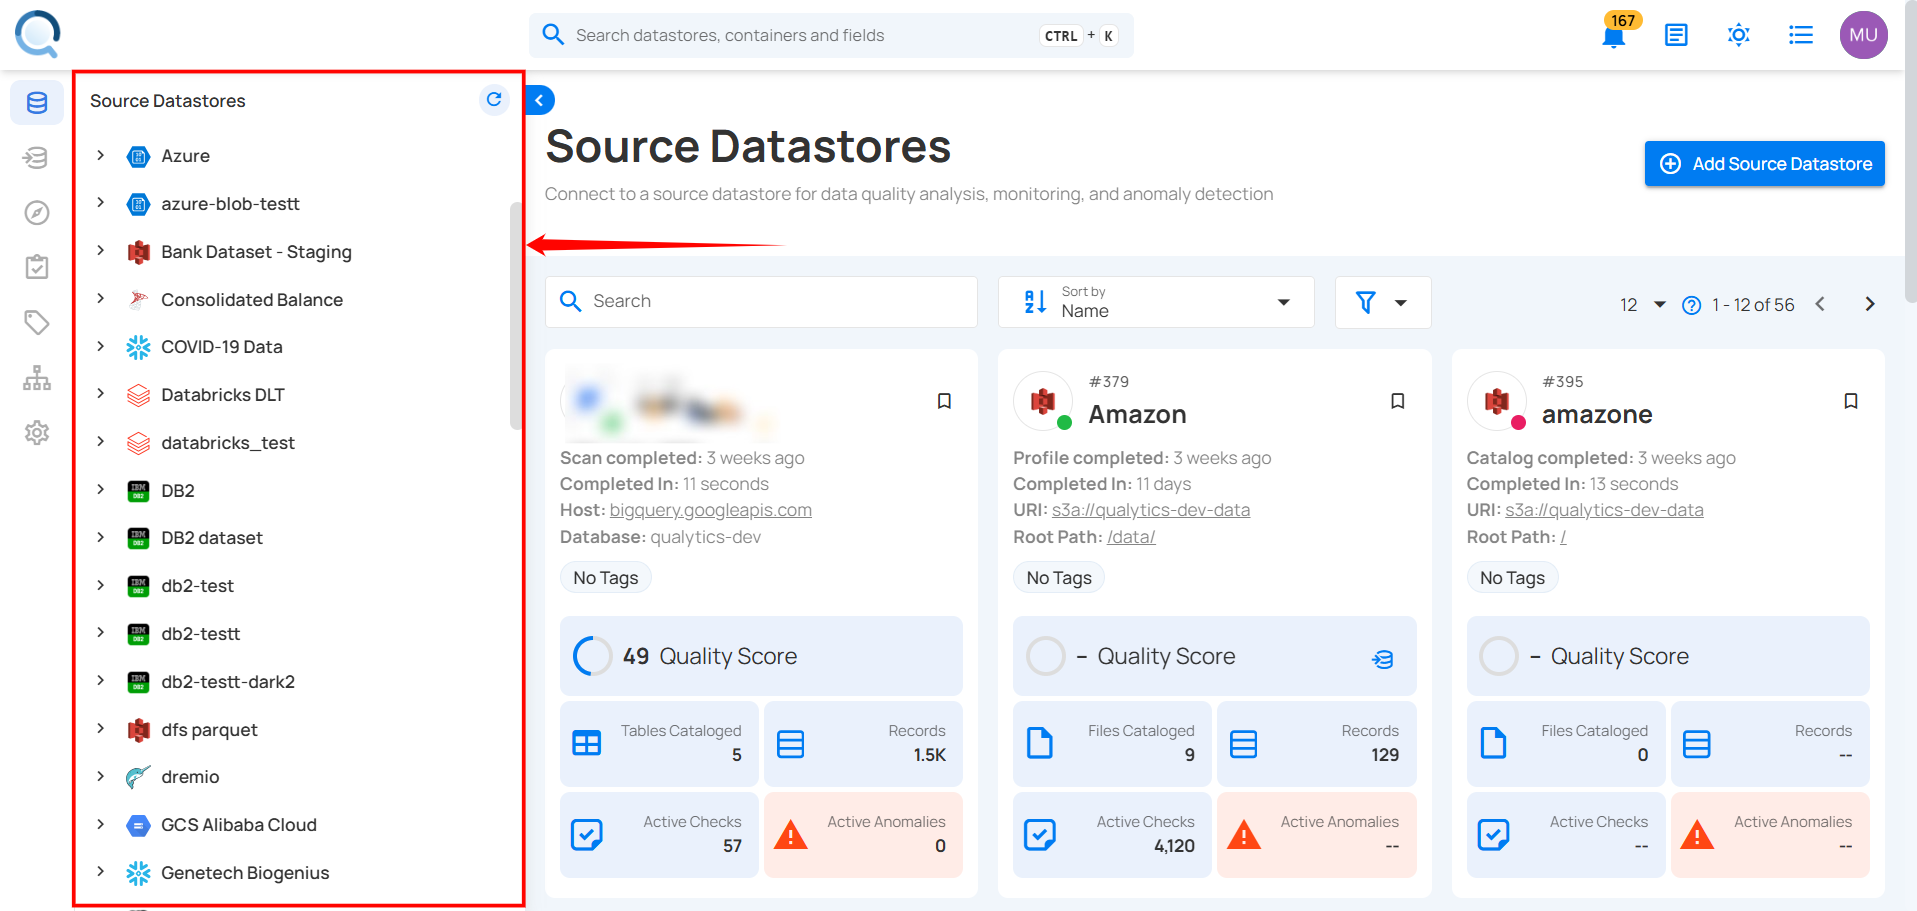 Search datastores, containers and fields
CTRL + K
167
MU
Source Datastores
Azure
azure-blob-testt
Bank Dataset - Staging
Consolidated Balance
COVID-19 Data
Databricks DLT
databricks_test
DB2
DB2 dataset
db2-test
db2-testt
db2-testt-dark2
dfs parquet
dremio
GCS Alibaba Cloud
Genetech Biogenius
Source Datastores
Connect to a source datastore for data quality analysis, monitoring, and anomaly detection
Add Source Datastore
Search
Sort by
Name
12
1 - 12 of 56
Scan completed: 3 weeks ago
Completed In: 11 seconds
Host: bigquery.googleapis.com
Database: qualytics-dev
No Tags
49 Quality Score
Tables Cataloged
5
Records
1.5K
Active Checks
57
Active Anomalies
0
#379
Amazon
Profile completed: 3 weeks ago
Completed In: 11 days
URI: s3a://qualytics-dev-data
Root Path: /data/
No Tags
– Quality Score
Files Cataloged
9
Records
129
Active Checks
4,120
Active Anomalies
--
#395
amazone
Catalog completed: 3 weeks ago
Completed In: 13 seconds
URI: s3a://qualytics-dev-data
Root Path: /
No Tags
– Quality Score
Files Cataloged
0
Records
--
Active Checks
--
Active Anomalies
--